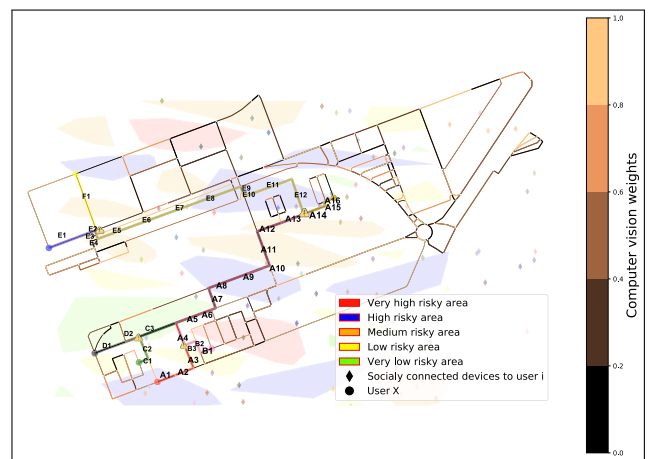 1.0
0.8
0.6
0.4
0.2
0.0
Computer vision weights
F1
E1
E2
E3
E4
E5
E6
E7
E8
E9
E10
E11
E12
A16
A15
A14
A13
A12
A11
A10
A9
A8
A7
A6
A5
A4
A3
A2
A1
B3
B2
B1
C3
C2
C1
D2
D1
Very high risky area
High risky area
Medium risky area
Low risky area
Very low risky area
Socialy connected devices to user i
User X